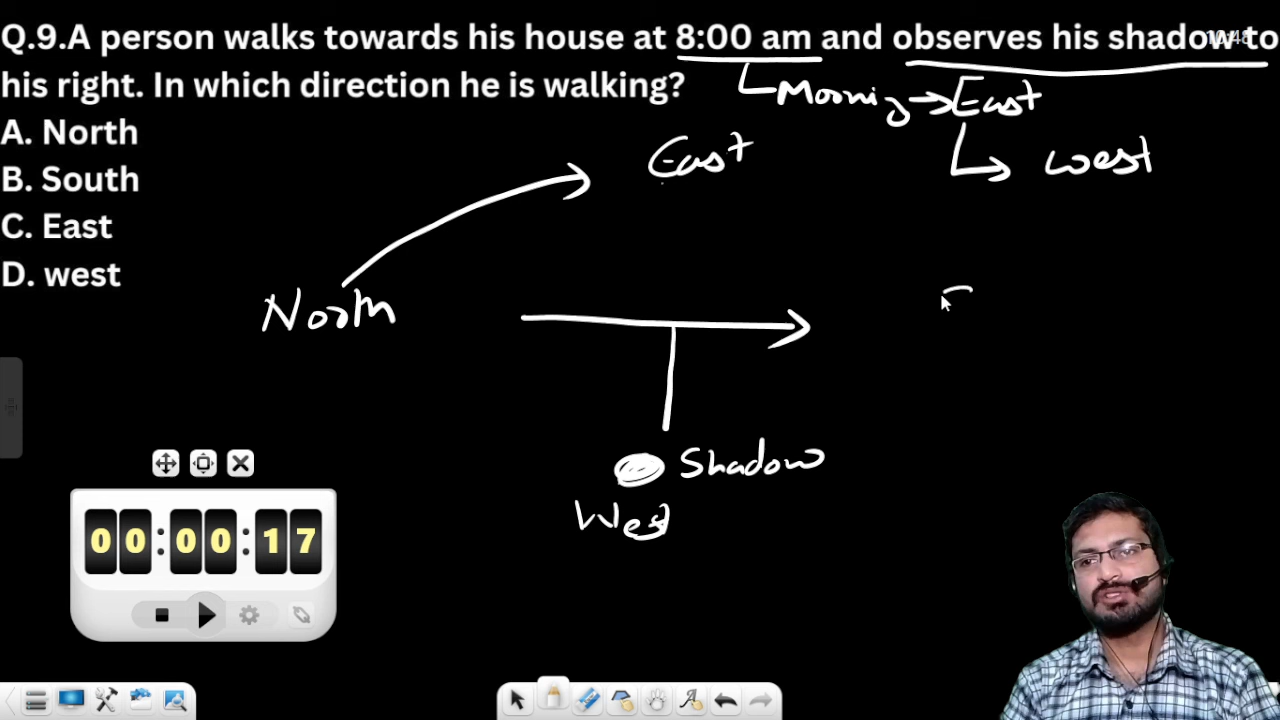 Q.9.A person walks towards his house at 8:00 am and observes his shadow to
his right. In which direction he is walking?
Morning → East
A. North
East
West
B. South
C. East
D. west
North
Shadow
West
00:00:17